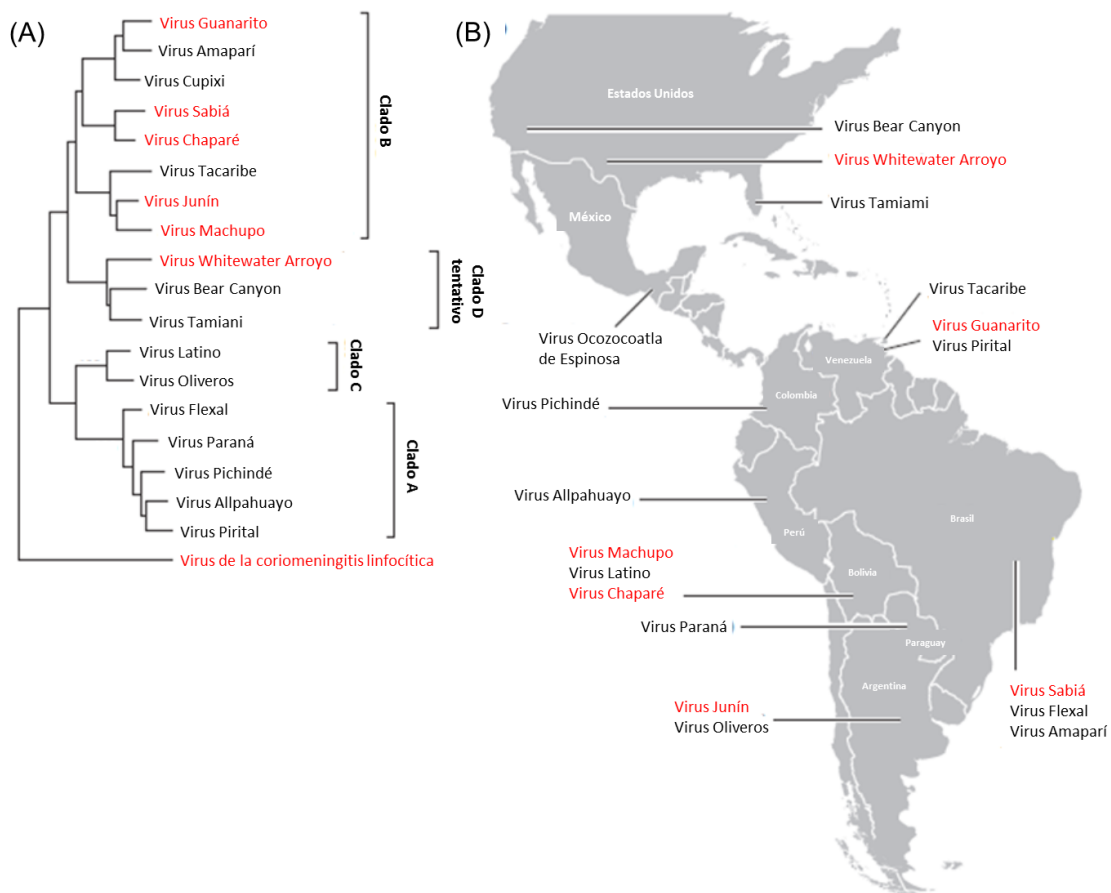 (A)
Virus Guanarito
Virus Amaparí
Virus Cupixi
Virus Sabiá
Virus Chaparé
Virus Tacaribe
Virus Junín
Virus Machupo
Clado B
Virus Whitewater Arroyo
Virus Bear Canyon
Virus Tamiani
Clado D
tentativo
Virus Latino
Virus Oliveros
Clado C
Virus Flexal
Virus Paraná
Virus Pichindé
Virus Allpahuayo
Virus Pirital
Clado A
Virus de la coriomeningitis linfocítica
(B)
Estados Unidos
Virus Bear Canyon
Virus Whitewater Arroyo
Virus Tamiami
México
Virus Ocozocoatla
de Espinosa
Virus Tacaribe
Virus Guanarito
Virus Pirital
Venezuela
Colombia
Virus Pichindé
Virus Allpahuayo
Perú
Brasil
Virus Machupo
Virus Latino
Virus Chaparé
Bolivia
Virus Paraná
Paraguay
Argentina
Virus Junín
Virus Oliveros
Virus Sabiá
Virus Flexal
Virus Amaparí